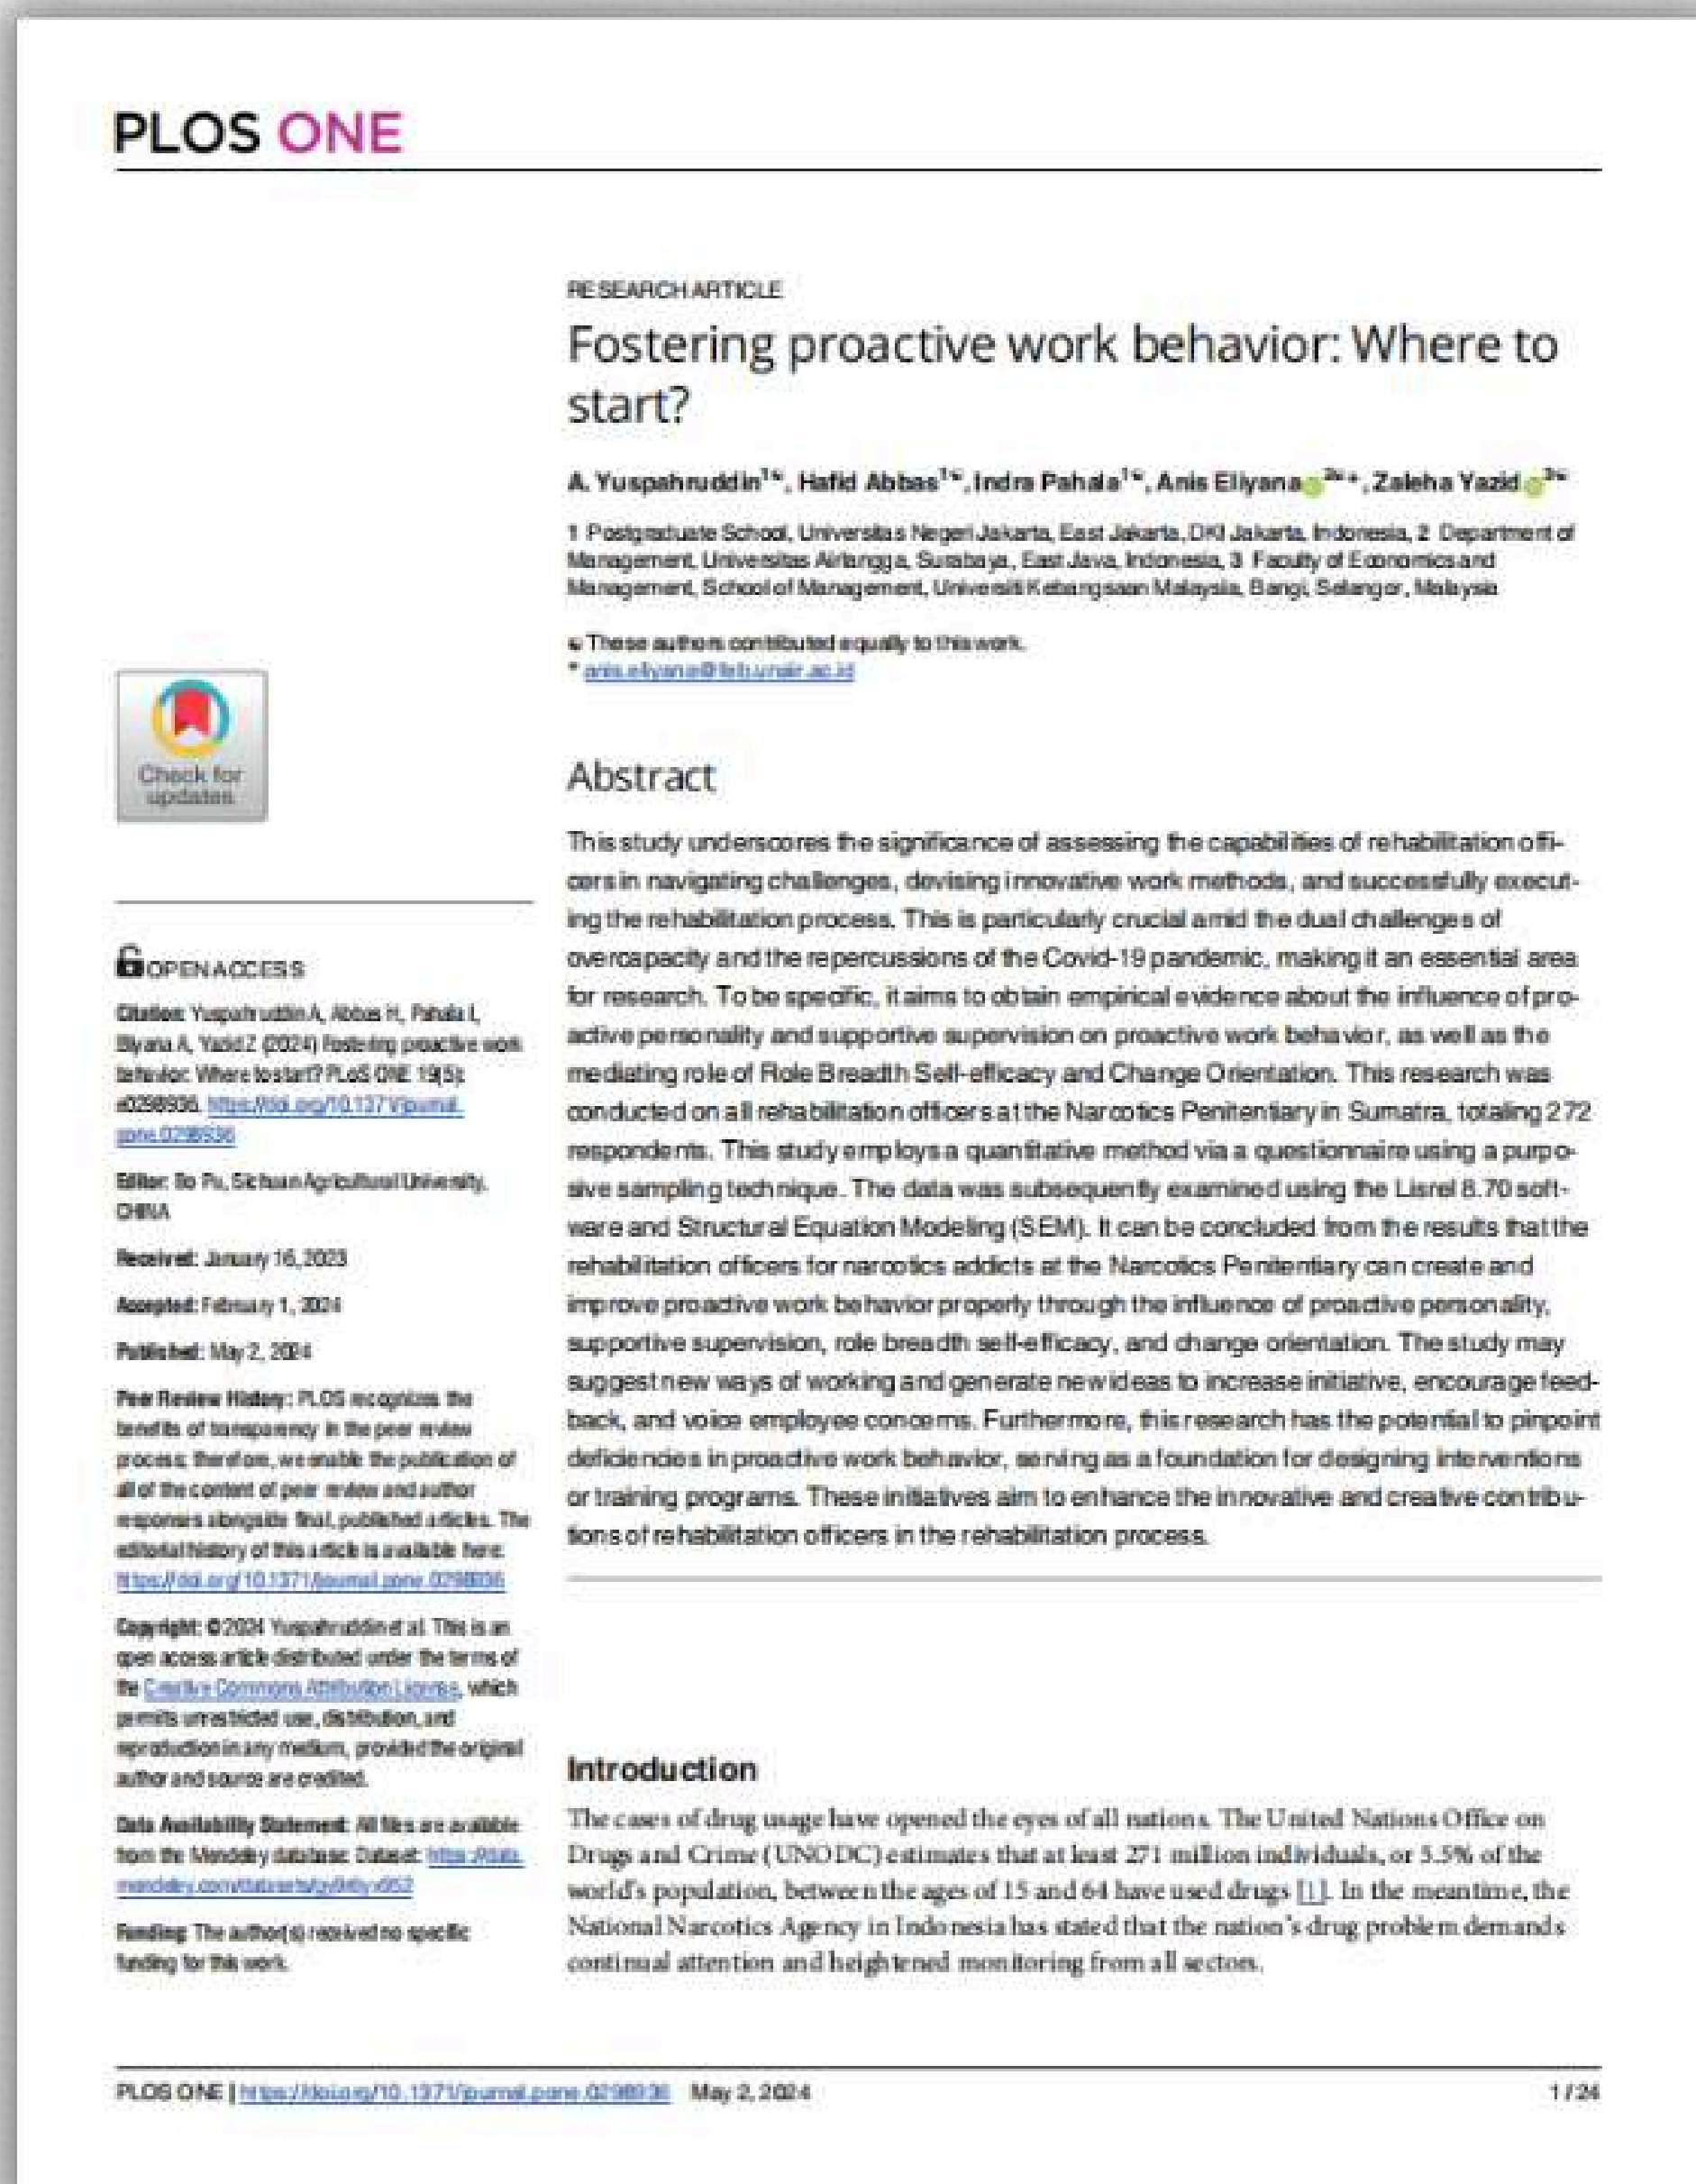 PLOS ONE
RESEARCH ARTICLE
Fostering proactive work behavior: Where to
start?
A. Yuspahruddin1, Hafid Abbas1, Indra Pahala1, Anis Eliyana2*, Zaleha Yazid3
1 Postgraduate School, Universitas Negeri Jakarta, East Jakarta, DKI Jakarta, Indonesia, 2 Department of
Management, Universitas Airlangga, Surabaya, East Java, Indonesia, 3 Faculty of Economics and
Management, School of Management, Universiti Kebangsaan Malaysia, Bangi, Selangor, Malaysia
These authors contributed equally to this work.
* anis.eliyana@feb.unair.ac.id
Check for
updates
Abstract
This study underscores the significance of assessing the capabilities of rehabilitation offi-
cers in navigating challenges, devising innovative work methods, and successfully execut-
ing the rehabilitation process. This is particularly crucial amid the dual challenges of
overcapacity and the repercussions of the Covid-19 pandemic, making it an essential area
for research. To be specific, it aims to obtain empirical evidence about the influence of pro-
active personality and supportive supervision on proactive work behavior, as well as the
mediating role of Role Breadth Self-efficacy and Change Orientation. This research was
conducted on all rehabilitation officers at the Narcotics Penitentiary in Sumatra, totaling 272
respondents. This study employs a quantitative method via a questionnaire using a purpo-
sive sampling technique. The data was subsequently examined using the Lisrel 8.70 soft-
ware and Structural Equation Modeling (SEM). It can be concluded from the results that the
rehabilitation officers for narcotics addicts at the Narcotics Penitentiary can create and
improve proactive work behavior properly through the influence of proactive personality,
supportive supervision, role breadth self-efficacy, and change orientation. The study may
suggest new ways of working and generate new ideas to increase initiative, encourage feed-
back, and voice employee concerns. Furthermore, this research has the potential to pinpoint
deficiencies in proactive work behavior, serving as a foundation for designing interventions
or training programs. These initiatives aim to enhance the innovative and creative contribu-
tions of rehabilitation officers in the rehabilitation process.
OPEN ACCESS
Citation: Yuspahruddin A, Abbas H, Pahala I,
Eliyana A, Yazid Z (2024) Fostering proactive work
behavior: Where to start? PLoS ONE 19(5):
e0298936. https://doi.org/10.1371/journal.
pone.0298936
Editor: Bo Pu, Sichuan Agricultural University,
CHINA
Received: January 16, 2023
Accepted: February 1, 2024
Published: May 2, 2024
Peer Review History: PLOS recognizes the
benefits of transparency in the peer review
process; therefore, we enable the publication of
all of the content of peer review and author
responses alongside final, published articles. The
editorial history of this article is available here:
https://doi.org/10.1371/journal.pone.0298936
Copyright: © 2024 Yuspahruddin et al. This is an
open access article distributed under the terms of
the Creative Commons Attribution License, which
permits unrestricted use, distribution, and
reproduction in any medium, provided the original
author and source are credited.
Data Availability Statement: All files are available
from the Mendeley database: Dataset: https://data.
Funding: The author(s) received no specific
funding for this work.
Introduction
The cases of drug usage have opened the eyes of all nations. The United Nations Office on
Drugs and Crime (UNODC) estimates that at least 271 million individuals, or 5.5% of the
world's population, between the ages of 15 and 64 have used drugs [1]. In the meantime, the
National Narcotics Agency in Indonesia has stated that the nation's drug problem demands
continual attention and heightened monitoring from all sectors.
PLOS ONE | https://doi.org/10.1371/journal.pone.0298936 May 2, 2024
1 / 24